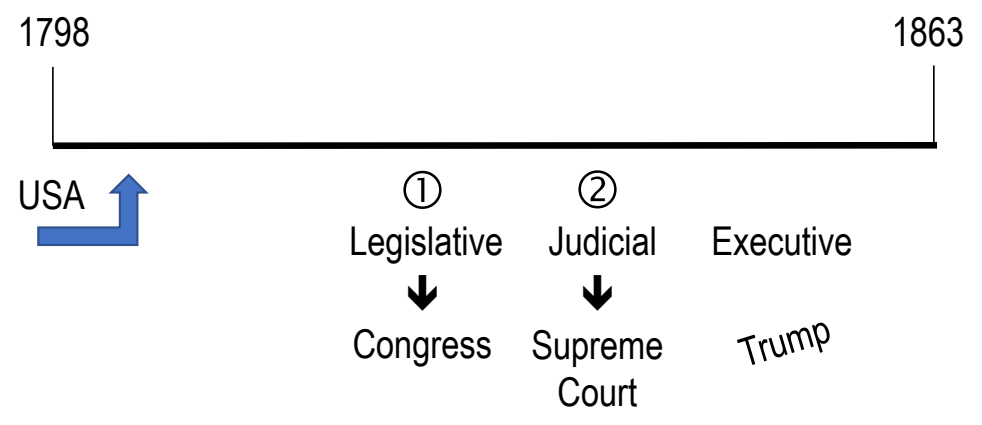 1798 1863
USA
① ②
Legislative Judicial Executive
🡫 🡫
Congress Supreme Court Trump